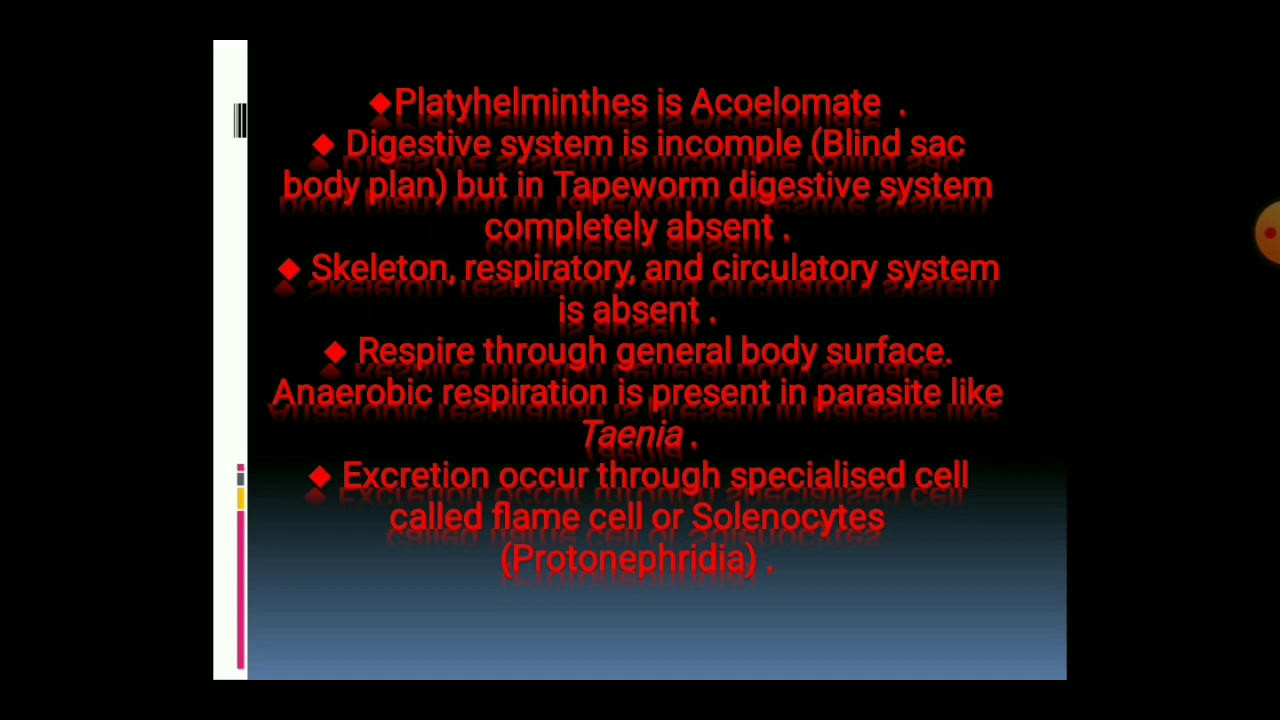 ◆Platyhelminthes is Acoelomate .
◆ Digestive system is incomple (Blind sac
body plan) but in Tapeworm digestive system
completely absent .
◆ Skeleton, respiratory, and circulatory system
is absent .
◆ Respire through general body surface.
Anaerobic respiration is present in parasite like
Taenia .
◆ Excretion occur through specialised cell
called flame cell or Solenocytes
(Protonephridia) .